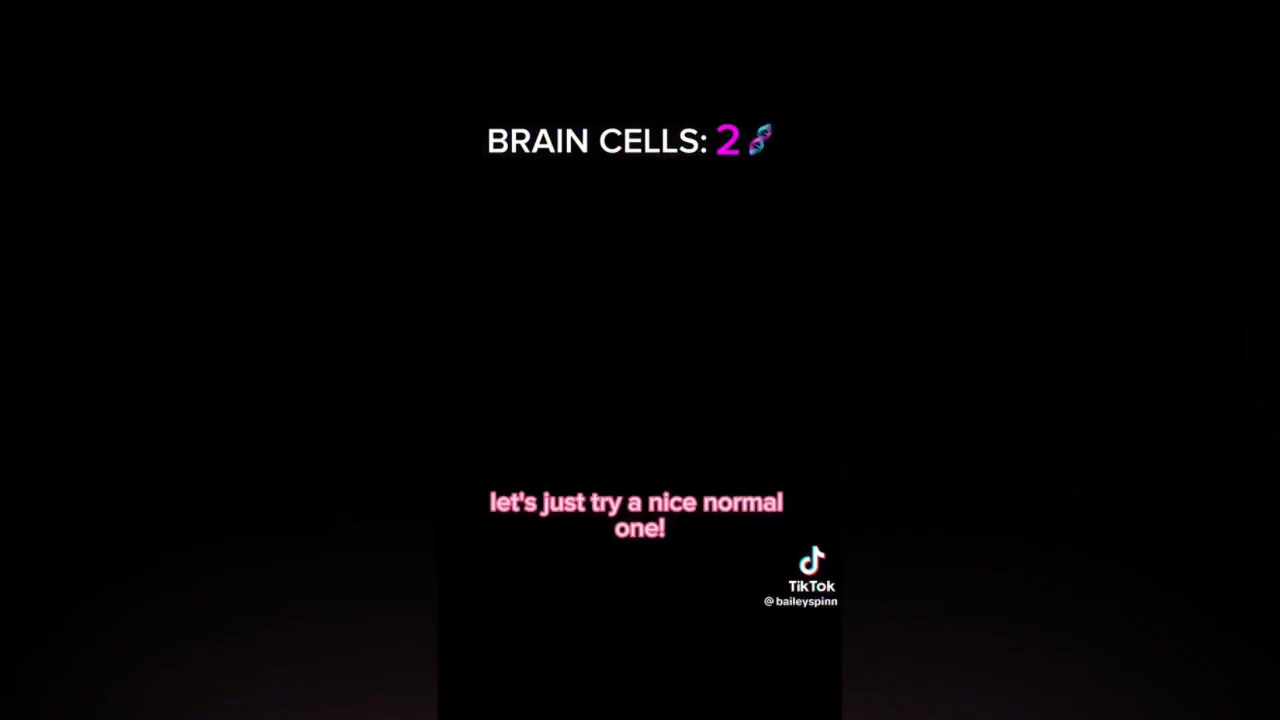 BRAIN CELLS: 2🧬
let's just try a nice normal
one!
TikTok
@baileyspinn